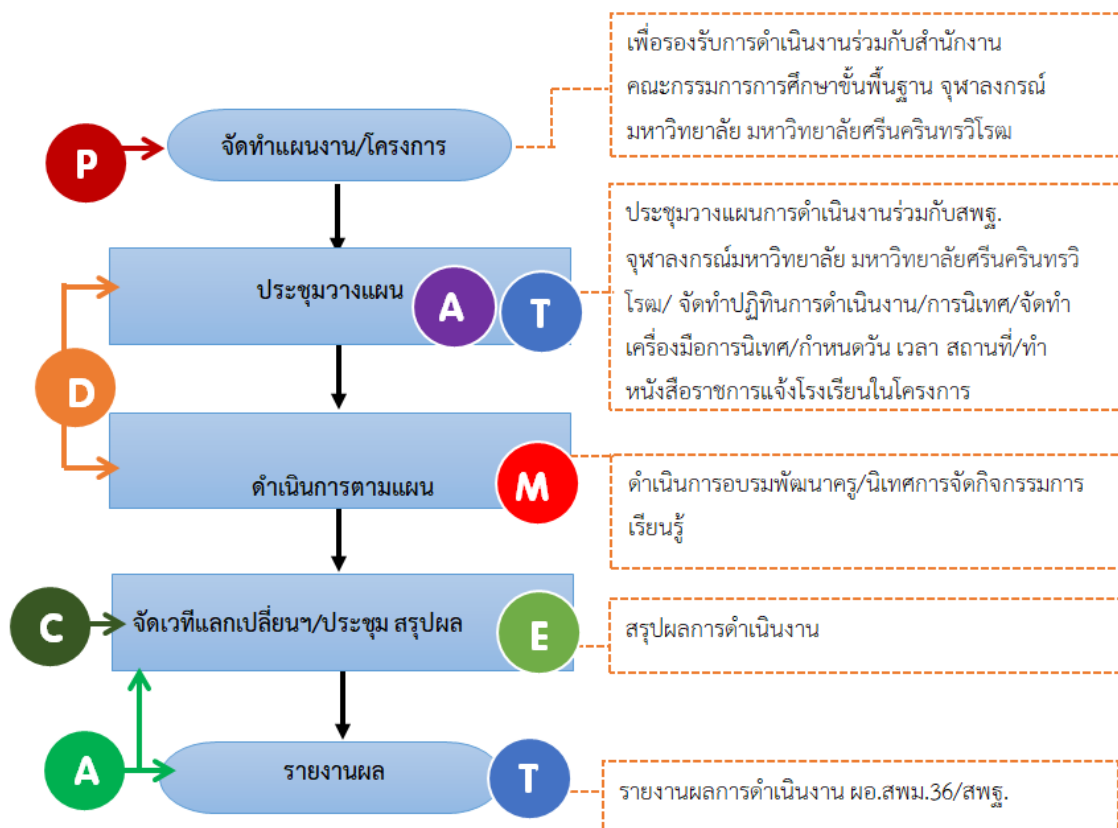 เพื่อรองรับการดำเนินงานร่วมกับสำนักงาน
คณะกรรมการการศึกษาขั้นพื้นฐาน จุฬาลงกรณ์
มหาวิทยาลัย มหาวิทยาลัยศรีนครินทรวิโรฒ
P
จัดทำแผนงาน/โครงการ
ประชุมวางแผนการดำเนินงานร่วมกับสพฐ.
จุฬาลงกรณ์มหาวิทยาลัย มหาวิทยาลัยศรีนครินทรวิ
โรฒ/ จัดทำปฏิทินการดำเนินงาน/การนิเทศ/จัดทำ
เครื่องมือการนิเทศ/กำหนดวัน เวลา สถานที่/ทำ
หนังสือราชการแจ้งโรงเรียนในโครงการ
ประชุมวางแผน
A
T
D
ดำเนินการตามแผน
M
ดำเนินการอบรมพัฒนาครู/นิเทศการจัดกิจกรรมการ
เรียนรู้
C
จัดเวทีแลกเปลี่ยนฯ/ประชุม สรุปผล
E
สรุปผลการดำเนินงาน
A
รายงานผล
T
รายงานผลการดำเนินงาน ผอ.สพม.36/สพฐ.